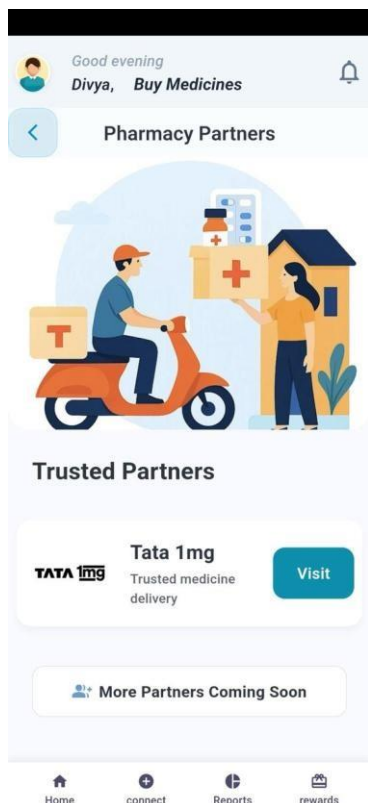 Good evening
Divya, Buy Medicines
Pharmacy Partners
T
Trusted Partners
TATA 1mg
Tata 1mg
Trusted medicine
delivery
Visit
More Partners Coming Soon
Home connect Reports rewards